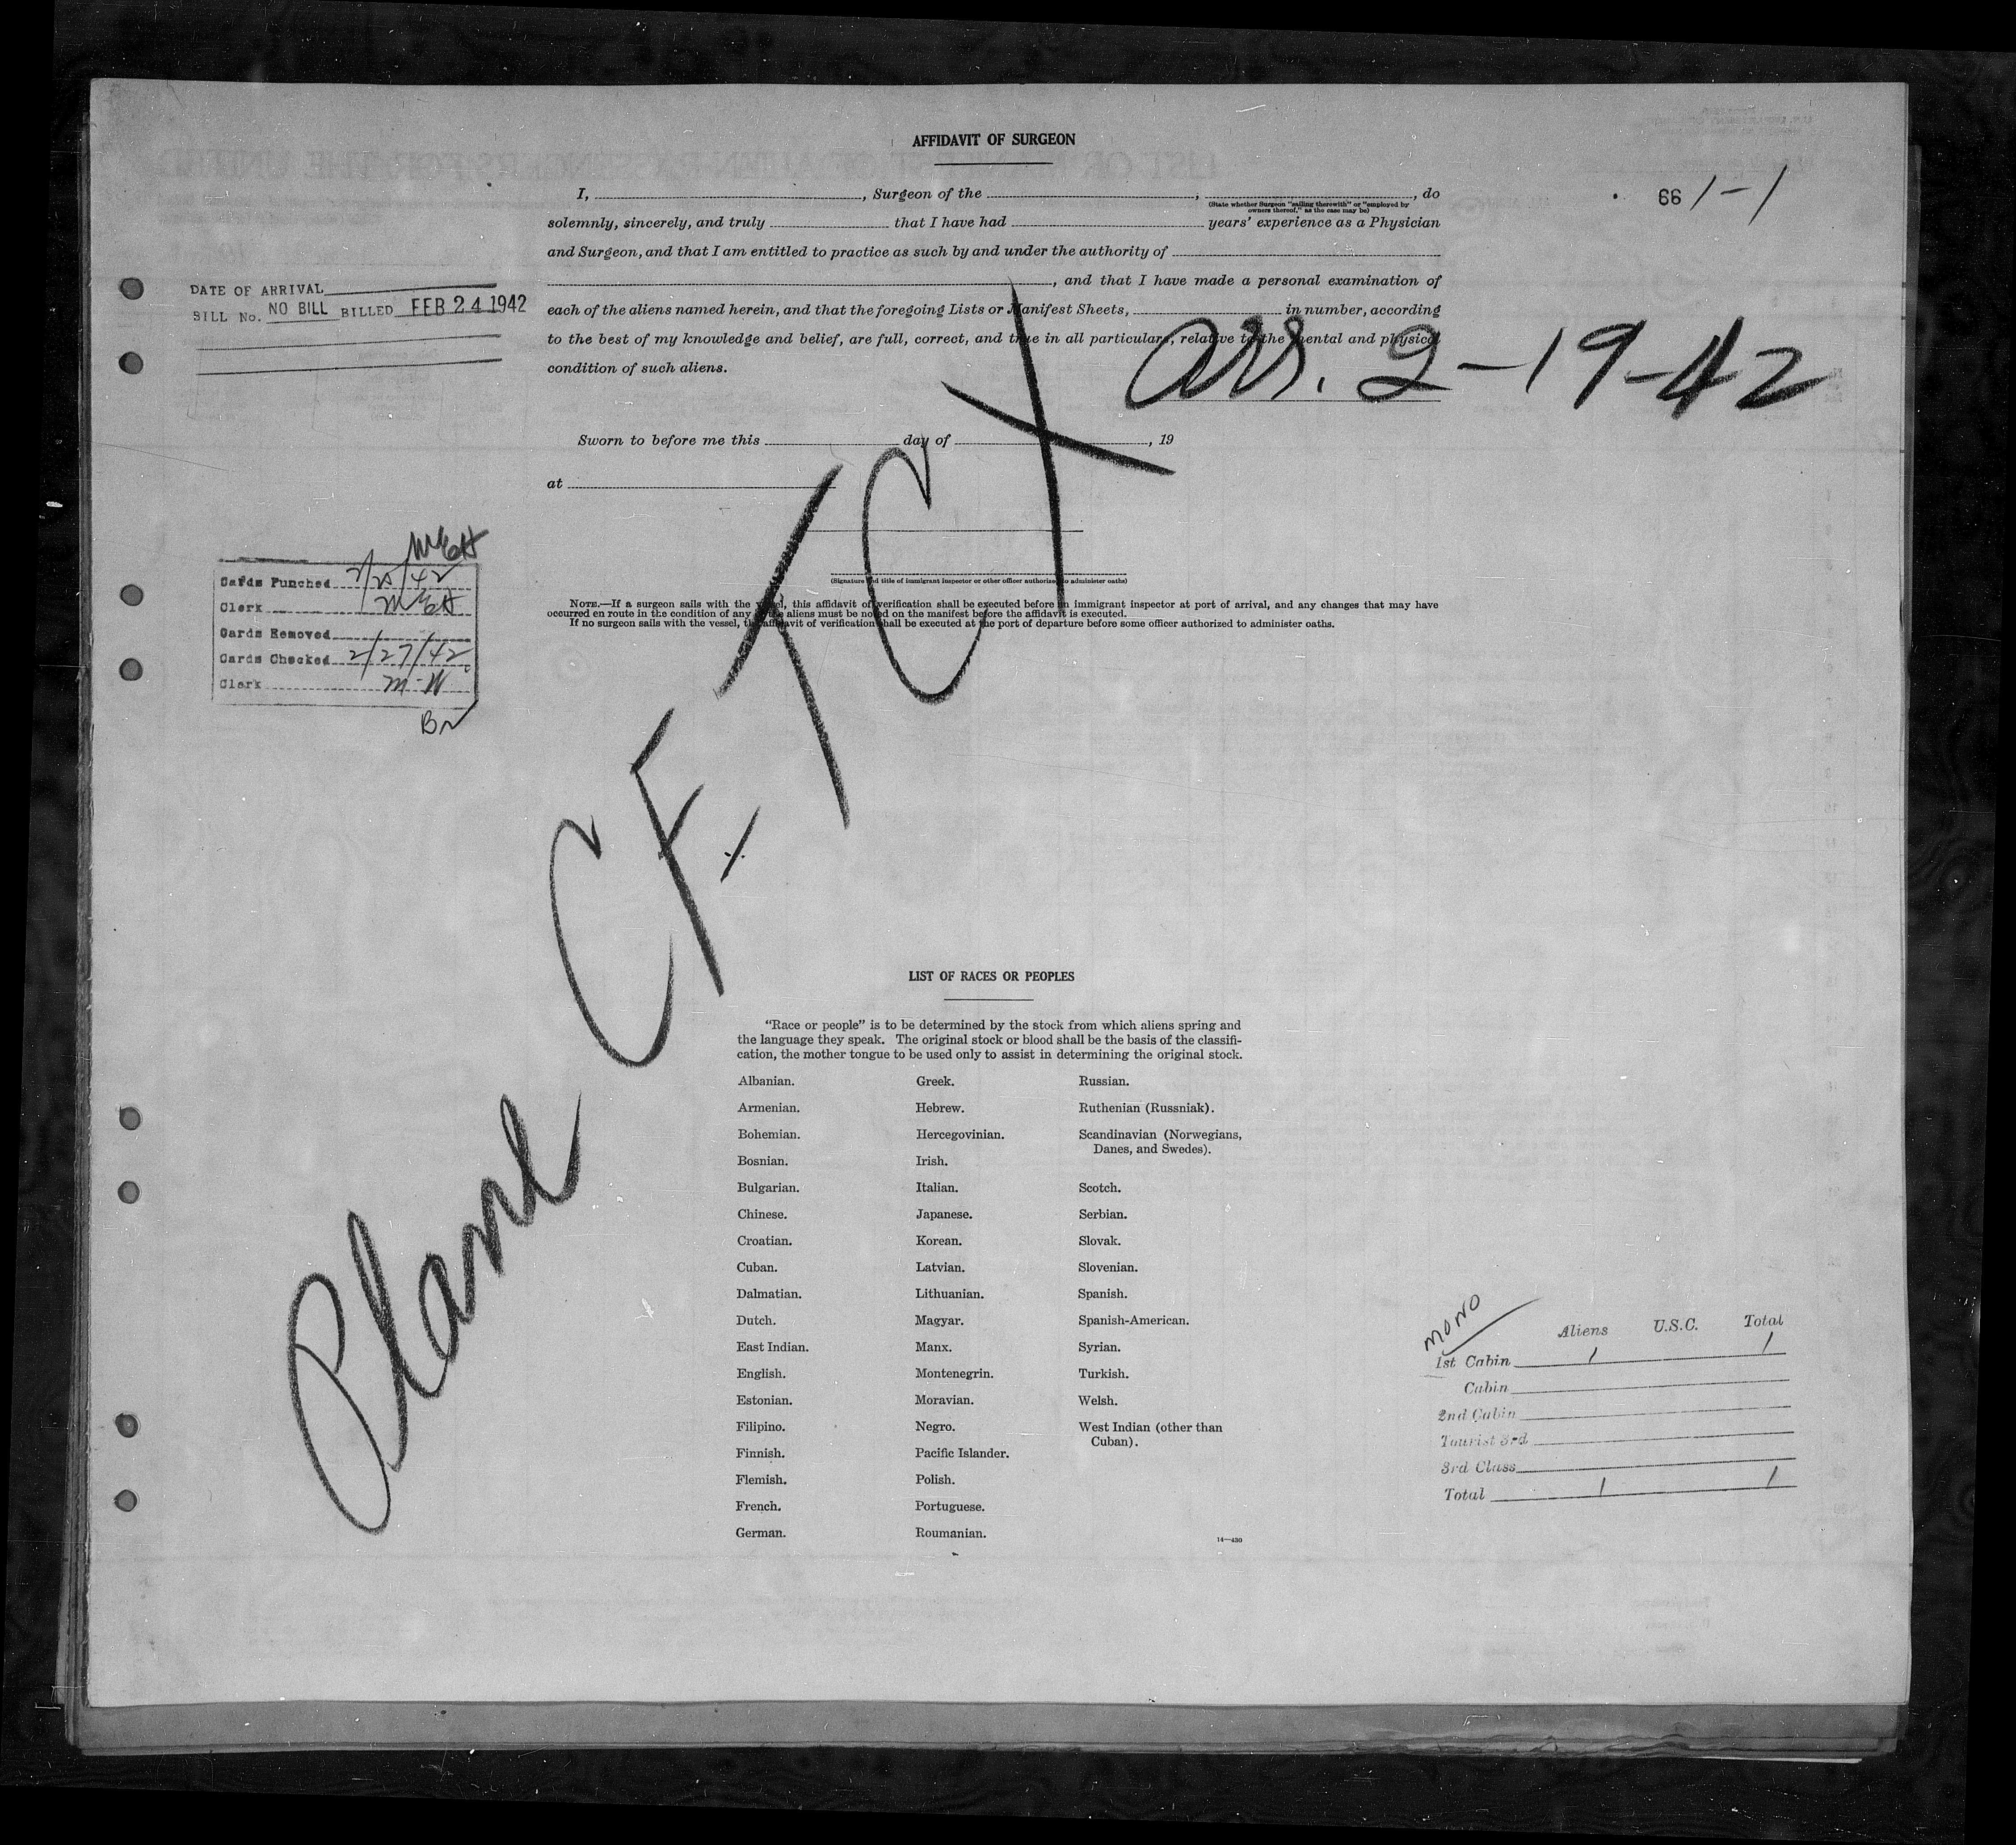 AFFIDAVIT OF SURGEON
66 1-1
I, , Surgeon of the , , do
(State whether Surgeon "sailing therewith" or "employed by
owners thereof," as the case may be)
solemnly, sincerely, and truly that I have had years' experience as a Physician
and Surgeon, and that I am entitled to practice as such by and under the authority of
, and that I have made a personal examination of
each of the aliens named herein, and that the foregoing Lists or Manifest Sheets, in number, according
to the best of my knowledge and belief, are full, correct, and true in all particulars, relative to the mental and physical
condition of such aliens.
DATE OF ARRIVAL
BILL No. NO BILL BILLED FEB 24 1942
arr. 2-19-42
Sworn to before me this day of , 19
at
(Signature and title of immigrant inspector or other officer authorized to administer oaths)
NOTE.—If a surgeon sails with the vessel, this affidavit of verification shall be executed before an immigrant inspector at port of arrival, and any changes that may have
occurred en route in the condition of any of the aliens must be noted on the manifest before the affidavit is executed.
If no surgeon sails with the vessel, the affidavit of verification shall be executed at the port of departure before some officer authorized to administer oaths.
Cards Punched 2/25/42
Clerk
Cards Removed
Cards Checked 2/27/42
Clerk M-W
Br
Plane CF-TCX
LIST OF RACES OR PEOPLES
"Race or people" is to be determined by the stock from which aliens spring and
the language they speak. The original stock or blood shall be the basis of the classifi-
cation, the mother tongue to be used only to assist in determining the original stock.
Albanian.
Armenian.
Bohemian.
Bosnian.
Bulgarian.
Chinese.
Croatian.
Cuban.
Dalmatian.
Dutch.
East Indian.
English.
Estonian.
Filipino.
Finnish.
Flemish.
French.
German.
Greek.
Hebrew.
Hercegovinian.
Irish.
Italian.
Japanese.
Korean.
Latvian.
Lithuanian.
Magyar.
Manx.
Montenegrin.
Moravian.
Negro.
Pacific Islander.
Polish.
Portuguese.
Roumanian.
Russian.
Ruthenian (Russniak).
Scandinavian (Norwegians,
Danes, and Swedes).
Scotch.
Serbian.
Slovak.
Slovenian.
Spanish.
Spanish-American.
Syrian.
Turkish.
Welsh.
West Indian (other than
Cuban).
14—430
MONO
Aliens U.S.C. Total
1st Cabin 1 1
Cabin
2nd Cabin
Tourist 3rd
3rd Class
Total 1 1